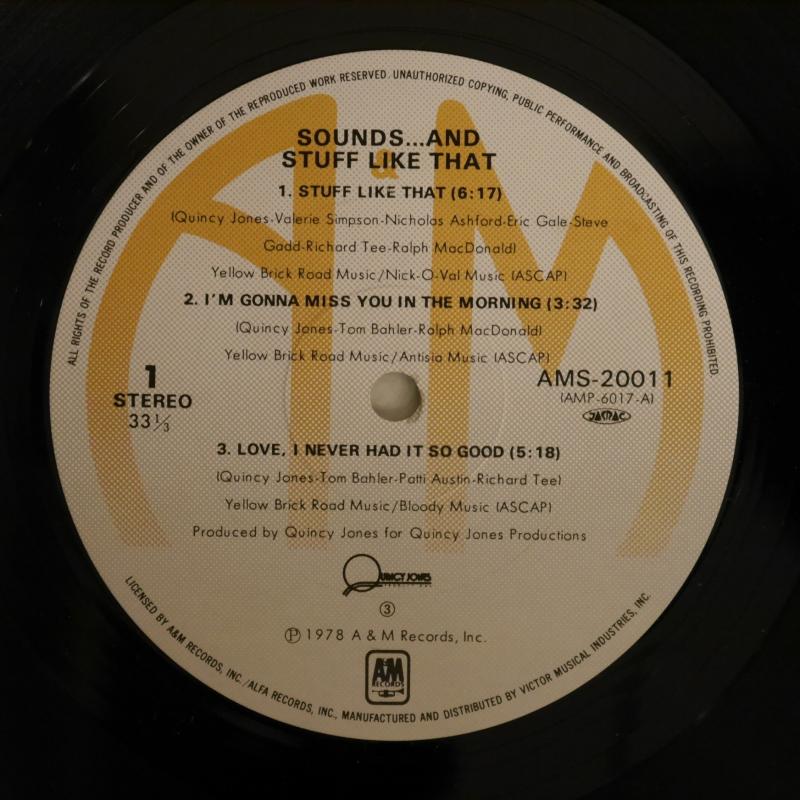 ALL RIGHTS OF THE RECORD PRODUCER AND OF THE OWNER OF THE REPRODUCED WORK RESERVED. UNAUTHORIZED COPYING, PUBLIC PERFORMANCE AND BROADCASTING OF THIS RECORDING PROHIBITED
SOUNDS...AND
STUFF LIKE THAT
1. STUFF LIKE THAT (6:17)
(Quincy Jones-Valerie Simpson-Nicholas Ashford-Eric Gale-Steve
Gadd-Richard Tee-Ralph MacDonald)
Yellow Brick Road Music/Nick-O-Val Music (ASCAP)
2. I'M GONNA MISS YOU IN THE MORNING (3:32)
(Quincy Jones-Tom Bahler-Ralph MacDonald)
Yellow Brick Road Music/Antisia Music (ASCAP)
1
STEREO
33 1/3
AMS-20011
(AMP-6017-A)
JASRAC
3. LOVE, I NEVER HAD IT SO GOOD (5:18)
(Quincy Jones-Tom Bahler-Patti Austin-Richard Tee)
Yellow Brick Road Music/Bloody Music (ASCAP)
Produced by Quincy Jones for Quincy Jones Productions
QUINCY JONES
③
Ⓟ 1978 A & M Records, Inc.
A&M
RECORDS
LICENSED BY A&M RECORDS, INC. /ALFA RECORDS, INC., MANUFACTURED AND DISTRIBUTED BY VICTOR MUSICAL INDUSTRIES, INC.